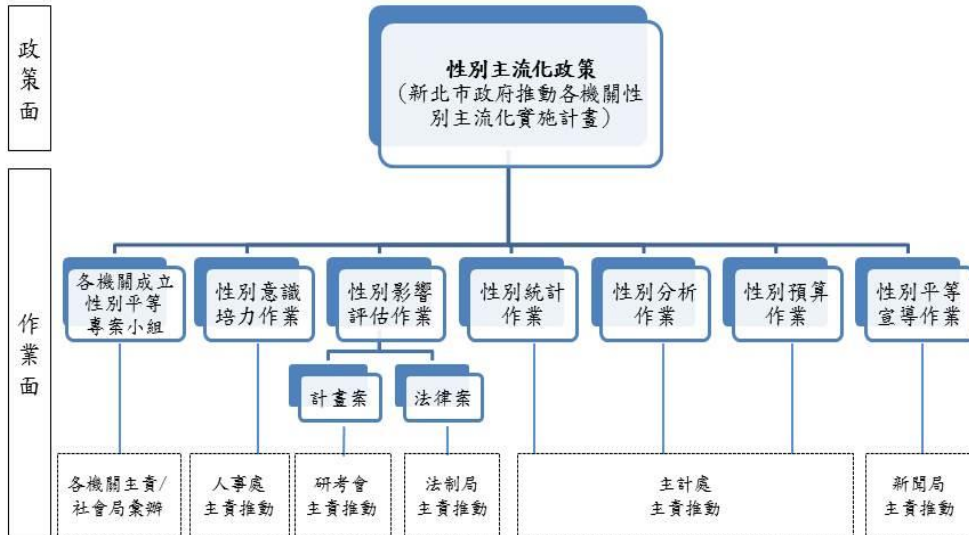 政策面
性別主流化政策
（新北市政府推動各機關性
別主流化實施計畫）
作業面
各機關成立
性別平等
專案小組
性別意識
培力作業
性別影響
評估作業
性別統計
作業
性別分析
作業
性別預算
作業
性別平等
宣導作業
計畫案
法律案
各機關主責/
社會局彙辦
人事處
主責推動
研考會
主責推動
法制局
主責推動
主計處
主責推動
新聞局
主責推動